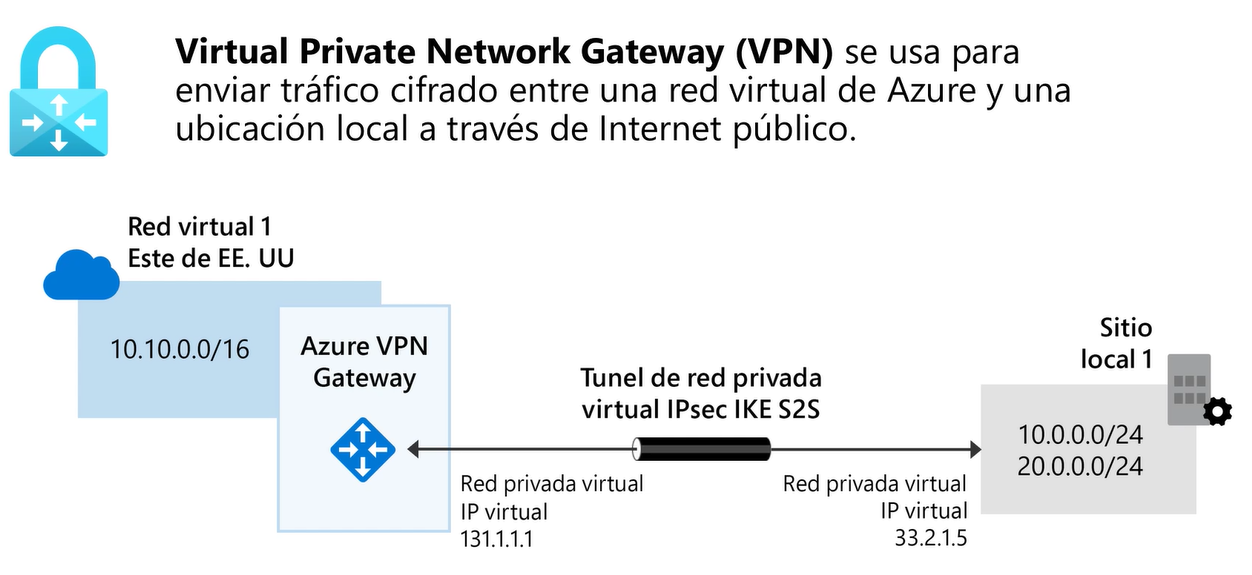 Virtual Private Network Gateway (VPN) se usa para
enviar tráfico cifrado entre una red virtual de Azure y una
ubicación local a través de Internet público.
Red virtual 1
Este de EE. UU
10.10.0.0/16
Azure VPN
Gateway
Tunel de red privada
virtual IPsec IKE S2S
Red privada virtual
IP virtual
131.1.1.1
Red privada virtual
IP virtual
33.2.1.5
Sitio
local 1
10.0.0.0/24
20.0.0.0/24